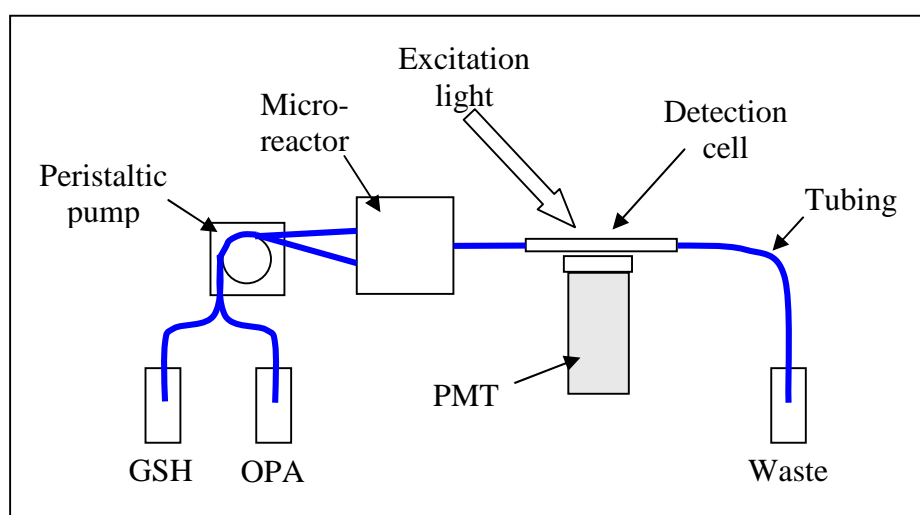 Excitation
light
Micro-
reactor
Detection
cell
Peristaltic
pump
Tubing
PMT
GSH
OPA
Waste